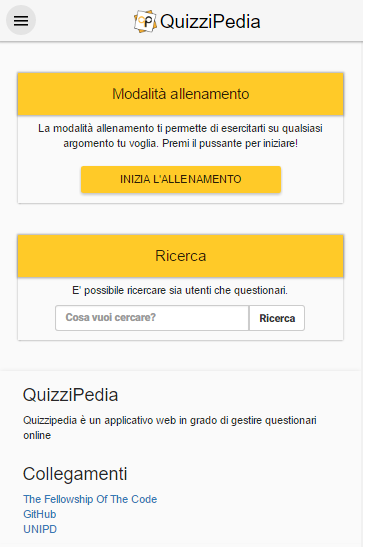 QuizziPedia
Modalità allenamento
La modalità allenamento ti permette di esercitarti su qualsiasi
argomento tu voglia. Premi il pussante per iniziare!
INIZIA L'ALLENAMENTO
Ricerca
E' possibile ricercare sia utenti che questionari.
Cosa vuoi cercare? Ricerca
QuizziPedia
Quizzipedia è un applicativo web in grado di gestire questionari
online
Collegamenti
The Fellowship Of The Code
GitHub
UNIPD